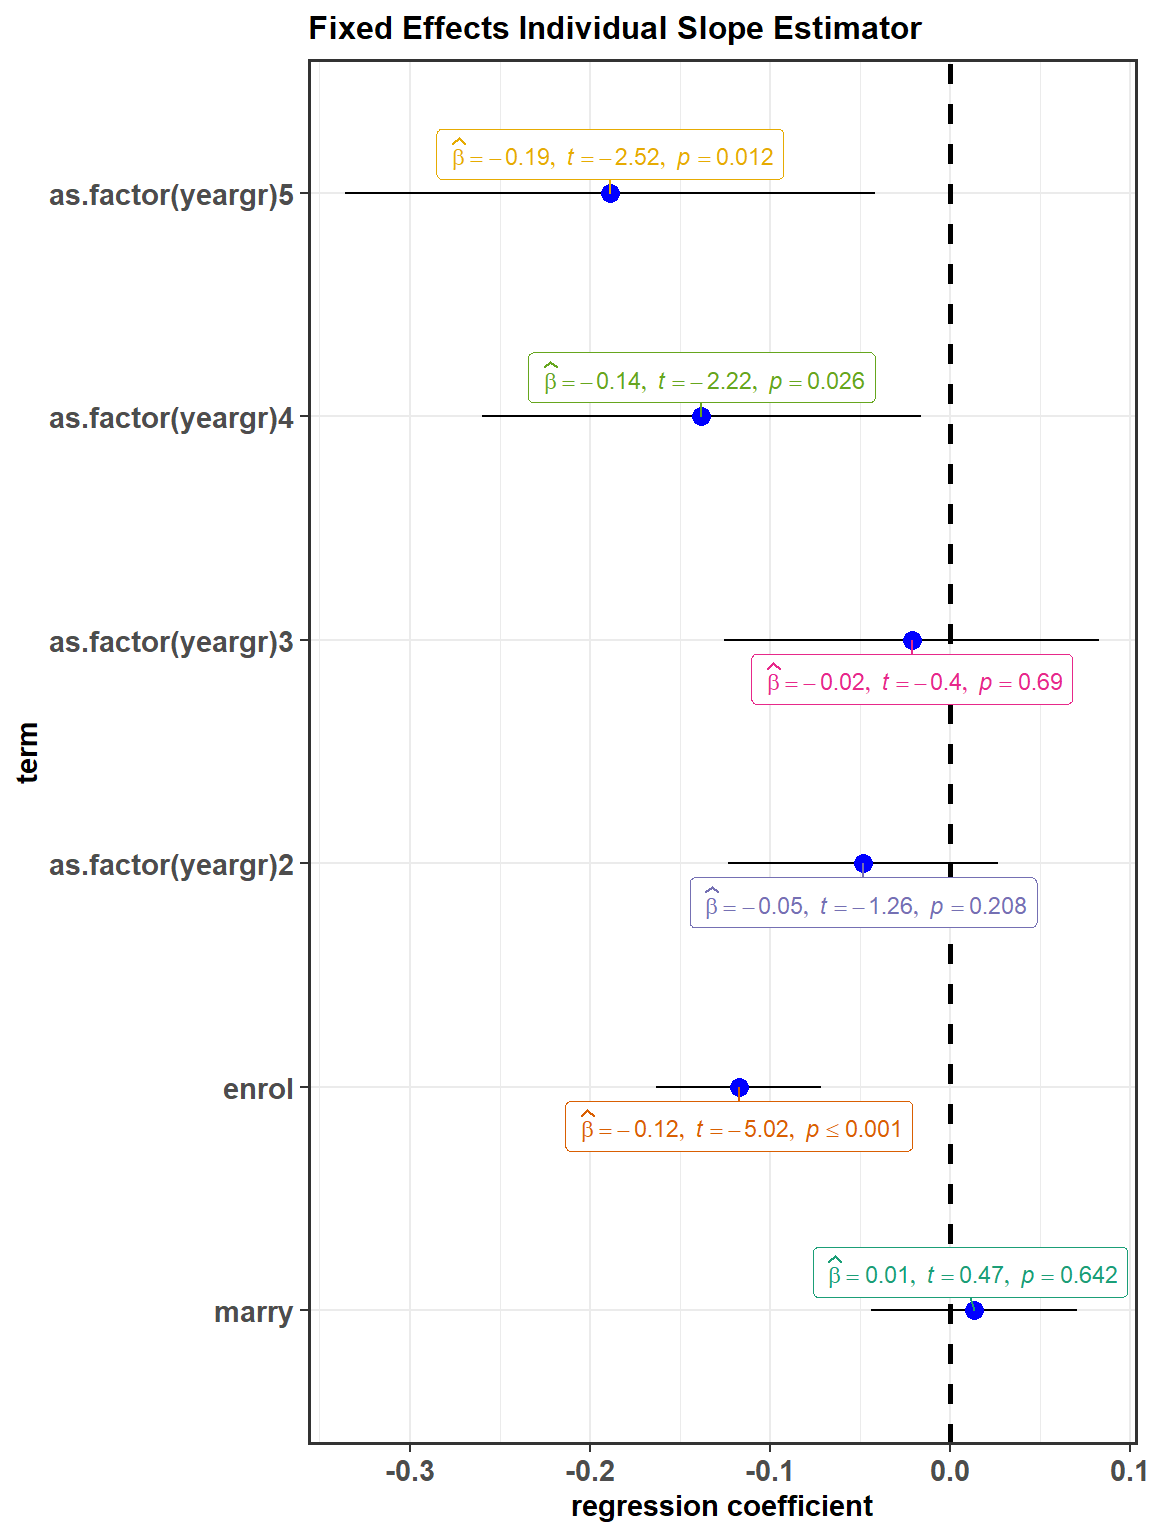 Fixed Effects Individual Slope Estimator
as.factor(yeargr)5
β̂ = −0.19, t = −2.52, p = 0.012
as.factor(yeargr)4
β̂ = −0.14, t = −2.22, p = 0.026
as.factor(yeargr)3
β̂ = −0.02, t = −0.4, p = 0.69
term
as.factor(yeargr)2
β̂ = −0.05, t = −1.26, p = 0.208
enrol
β̂ = −0.12, t = −5.02, p ≤ 0.001
marry
β̂ = 0.01, t = 0.47, p = 0.642
-0.3 -0.2 -0.1 0.0 0.1
regression coefficient